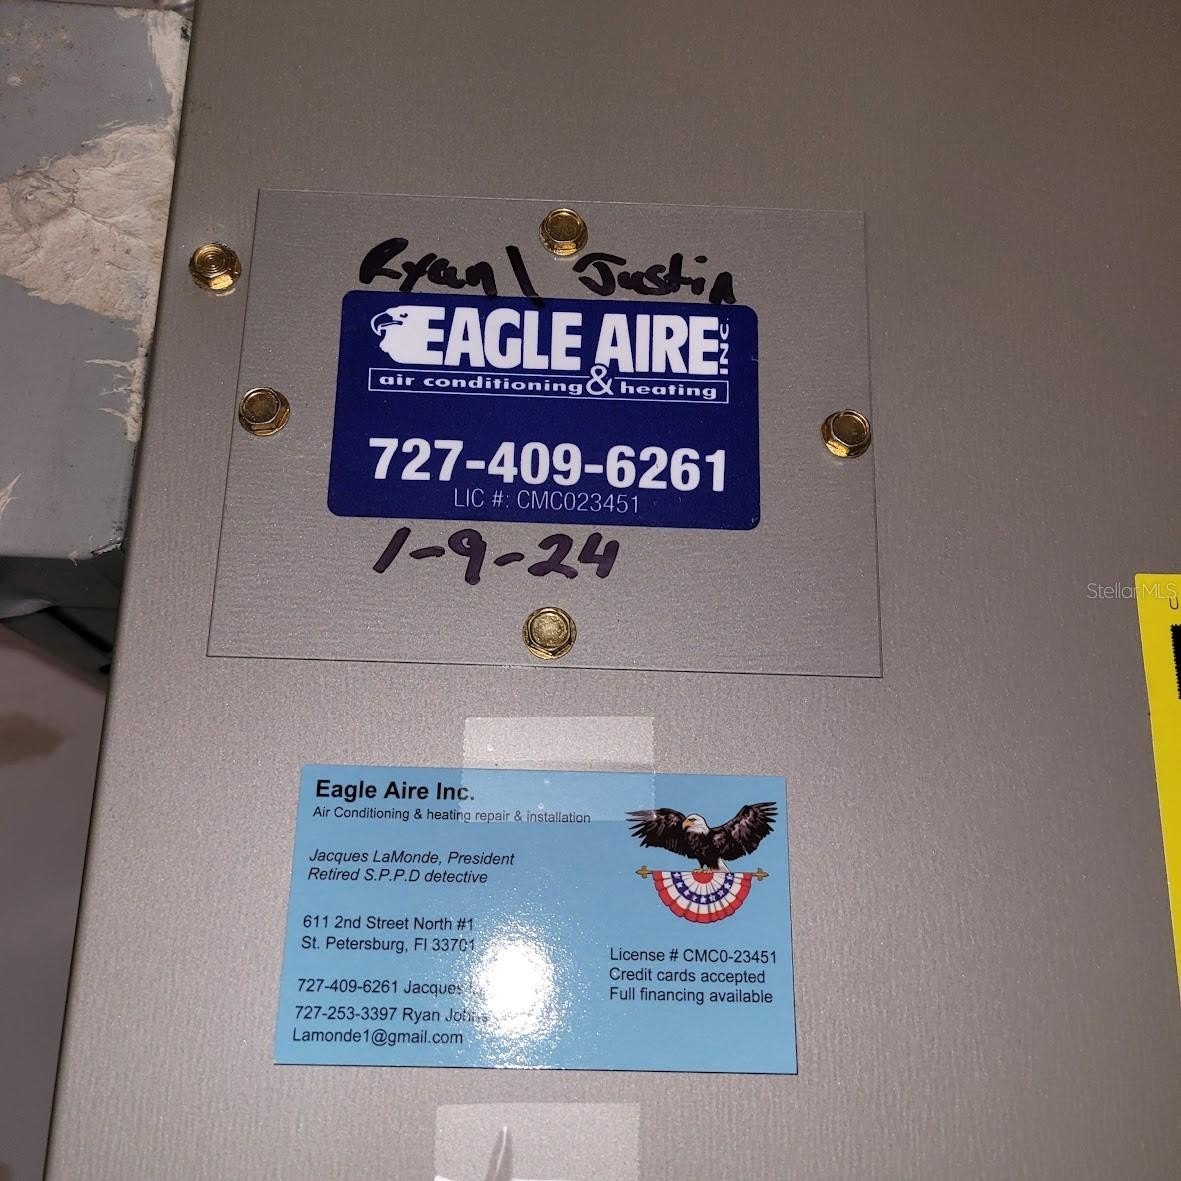 Ryan \ Justin
EAGLE AIRE INC.
air conditioning & heating
727-409-6261
LIC #: CMC023451
1-9-24
StellarMLS
U
Eagle Aire Inc.
Air Conditioning & heating repair & installation
Jacques LaMonde, President
Retired S.P.P.D detective
611 2nd Street North #1
St. Petersburg, Fl 33701
727-409-6261 Jacques
727-253-3397 Ryan
Lamonde1@gmail.com
License # CMC0-23451
Credit cards accepted
Full financing available